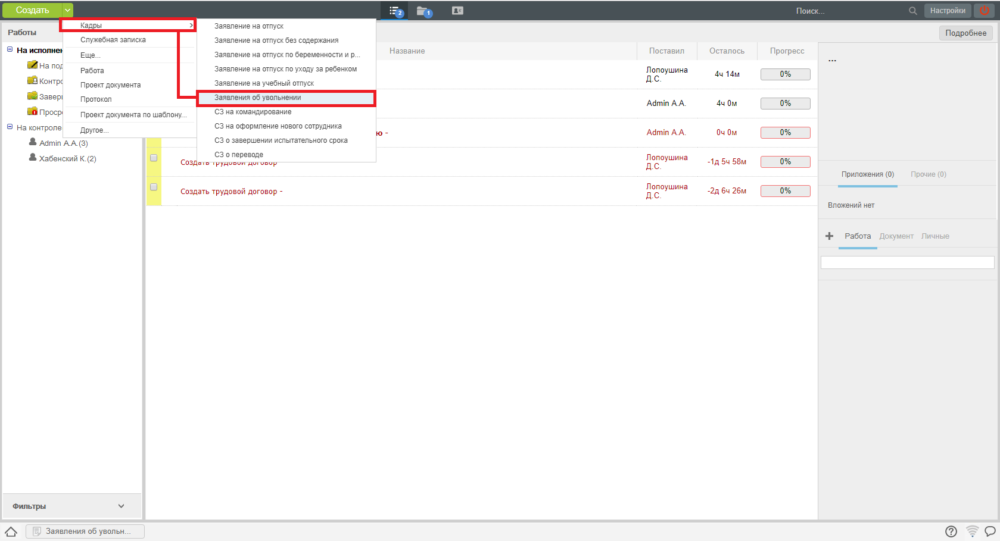 Создать
2
1
Поиск...
Настройки
Работы
Подробнее
Кадры
Служебная записка
Еще...
Работа
Проект документа
Протокол
Проект документа по шаблону...
Другое...
Заявление на отпуск
Заявление на отпуск без содержания
Заявление на отпуск по беременности и р...
Заявление на отпуск по уходу за ребенком
Заявление на учебный отпуск
Заявления об увольнении
СЗ на командирование
СЗ на оформление нового сотрудника
СЗ о завершении испытательного срока
СЗ о переводе
На исполнен
На под
Контро
Завер
Проср
На контроле
Admin A.A.(3)
Хабенский К.(2)
Название Поставил Осталось Прогресс
Лопоушина
Д.С.
4ч 14м 0%
Admin A.A. 4ч 0м 0%
ю - Admin A.A. 0ч 0м 0%
Создать трудовой договор
Лопоушина
Д.С.
-1д 5ч 58м 0%
Создать трудовой договор -
Лопоушина
Д.С.
-2д 6ч 26м 0%
...
Приложения (0) Прочие (0)
Вложений нет
Работа Документ Личные
Фильтры
Заявления об увольн...